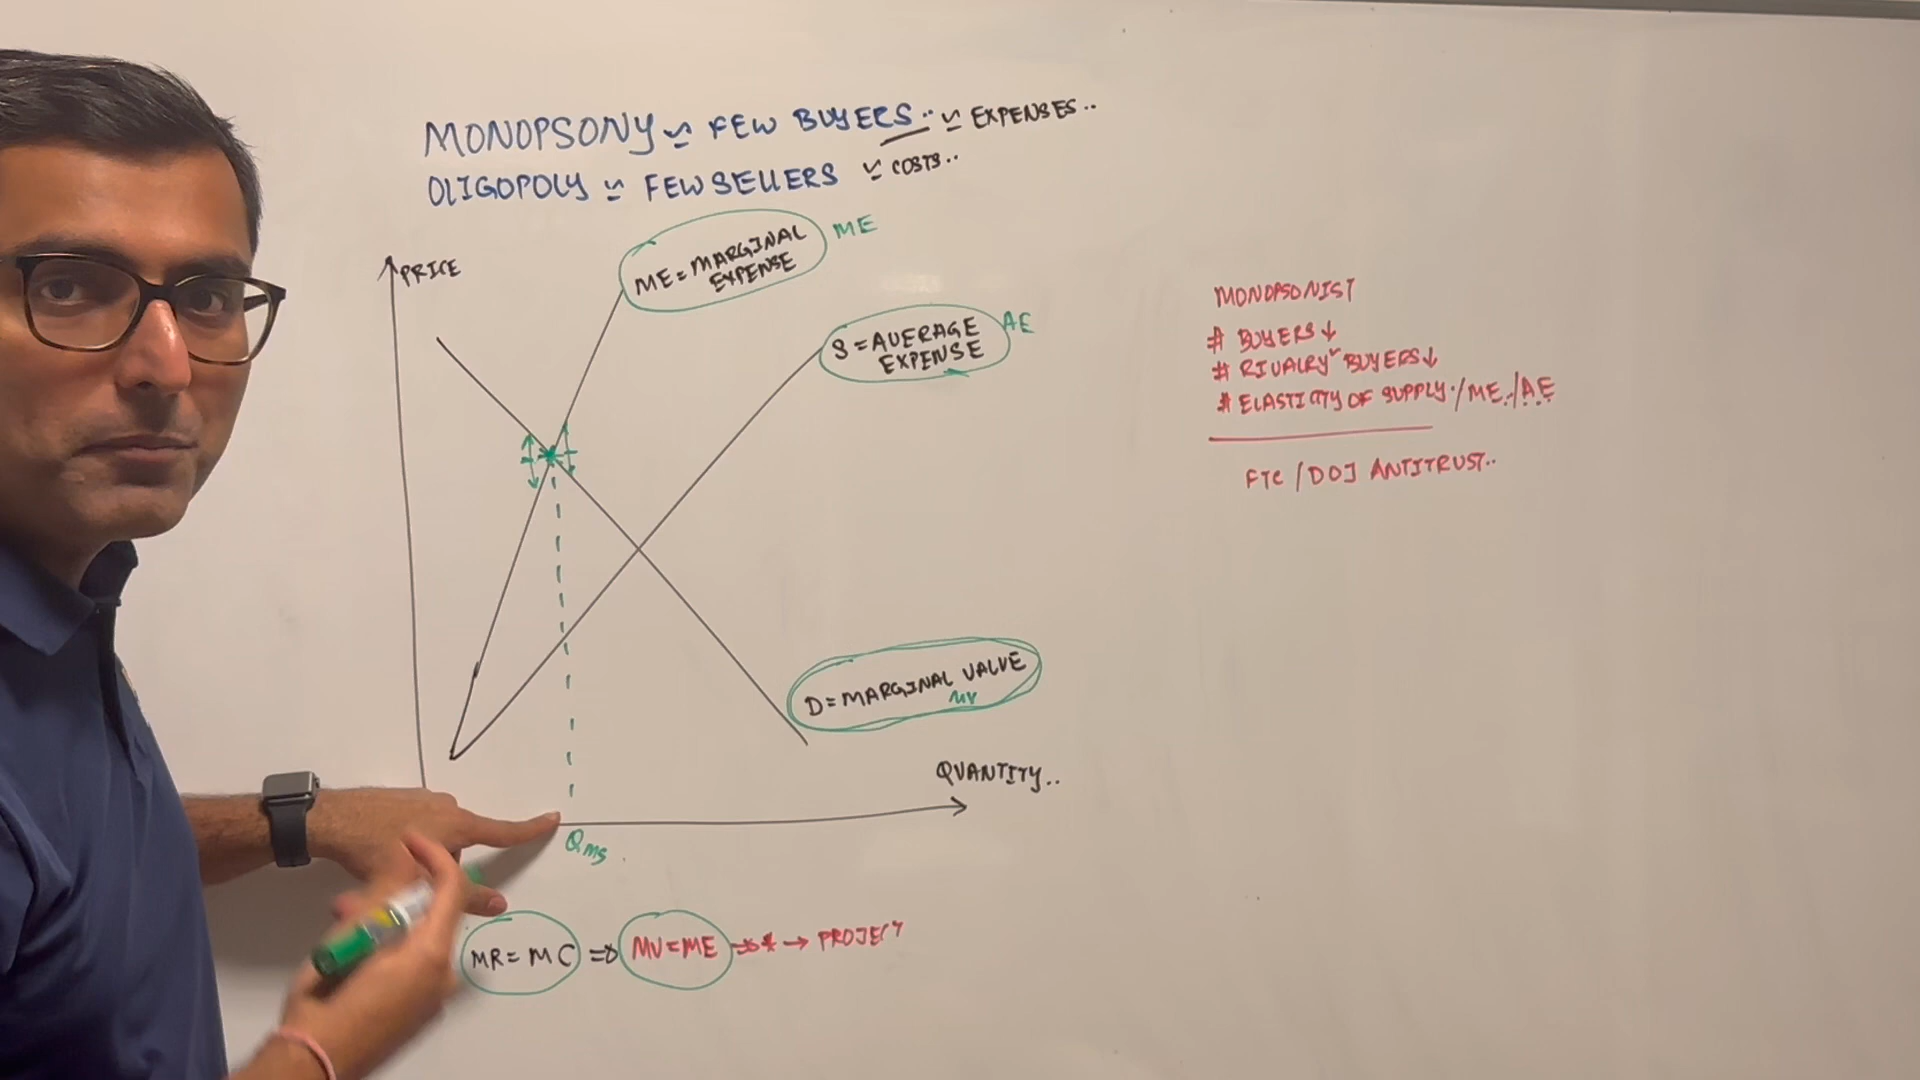 MONOPSONY ≃ FEW BUYERS.. ≃ EXPENSES..
OLIGOPOLY ≃ FEW SELLERS ≃ COSTS..
ME = MARGINAL EXPENSE ME
PRICE
S = AVERAGE EXPENSE AE
D = MARGINAL VALUE
MV
QUANTITY..
Qms
MR = MC => MV = ME => * → PROJECT
MONOPSONIST
# BUYERS ↓
# RIVALRY BUYERS ↓
# ELASTICITY OF SUPPLY./ME./AE
FTC / DOJ ANTITRUST..